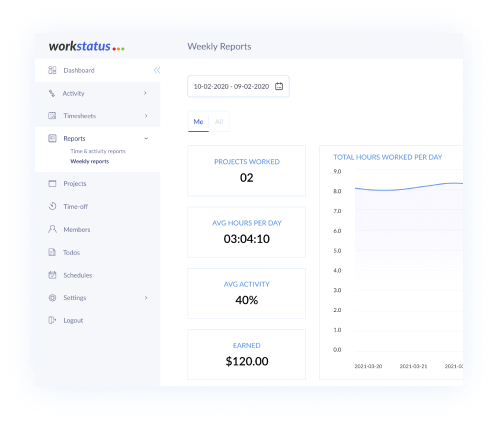 workstatus
Weekly Reports
Dashboard
Activity
Timesheets
Reports
Time & activity reports
Weekly reports
Projects
Time-off
Members
Todos
Schedules
Settings
Logout
10-02-2020 - 09-02-2020
Me All
PROJECTS WORKED
02
AVG HOURS PER DAY
03:04:10
AVG ACTIVITY
40%
EARNED
$120.00
TOTAL HOURS WORKED PER DAY
9.0
8.0
7.0
6.0
5.0
4.0
3.0
2.0
1.0
0.0
2021-03-20 2021-03-21